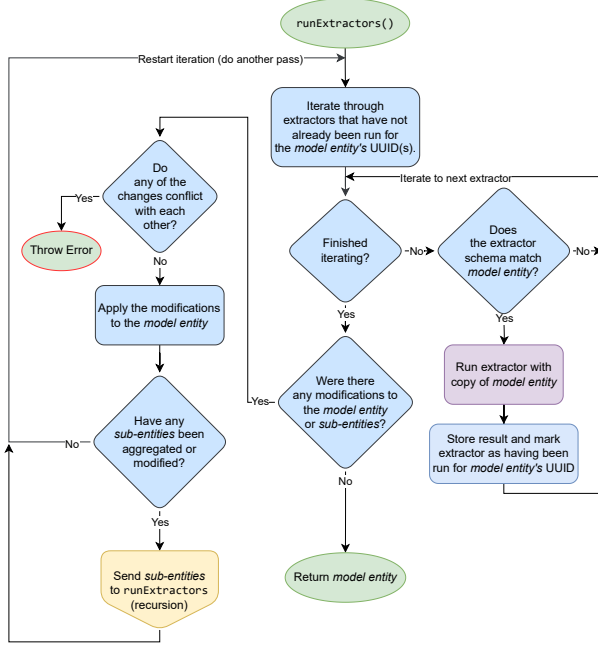 runExtractors()
Restart iteration (do another pass)
Iterate through
extractors that have not
already been run for
the model entity's UUID(s).
Iterate to next extractor
Do
any of the
changes conflict
with each
other?
Yes
Throw Error
No
Finished
iterating?
No
Does
the extractor
schema match
model entity?
No
Yes
Yes
Apply the modifications
to the model entity
Run extractor with
copy of model entity
Were there
any modifications to
the model entity
or sub-entities?
Yes
Have any
sub-entities been
aggregated or
modified?
No
Store result and mark
extractor as having been
run for model entity's UUID
No
Yes
Send sub-entities
to runExtractors
(recursion)
Return model entity